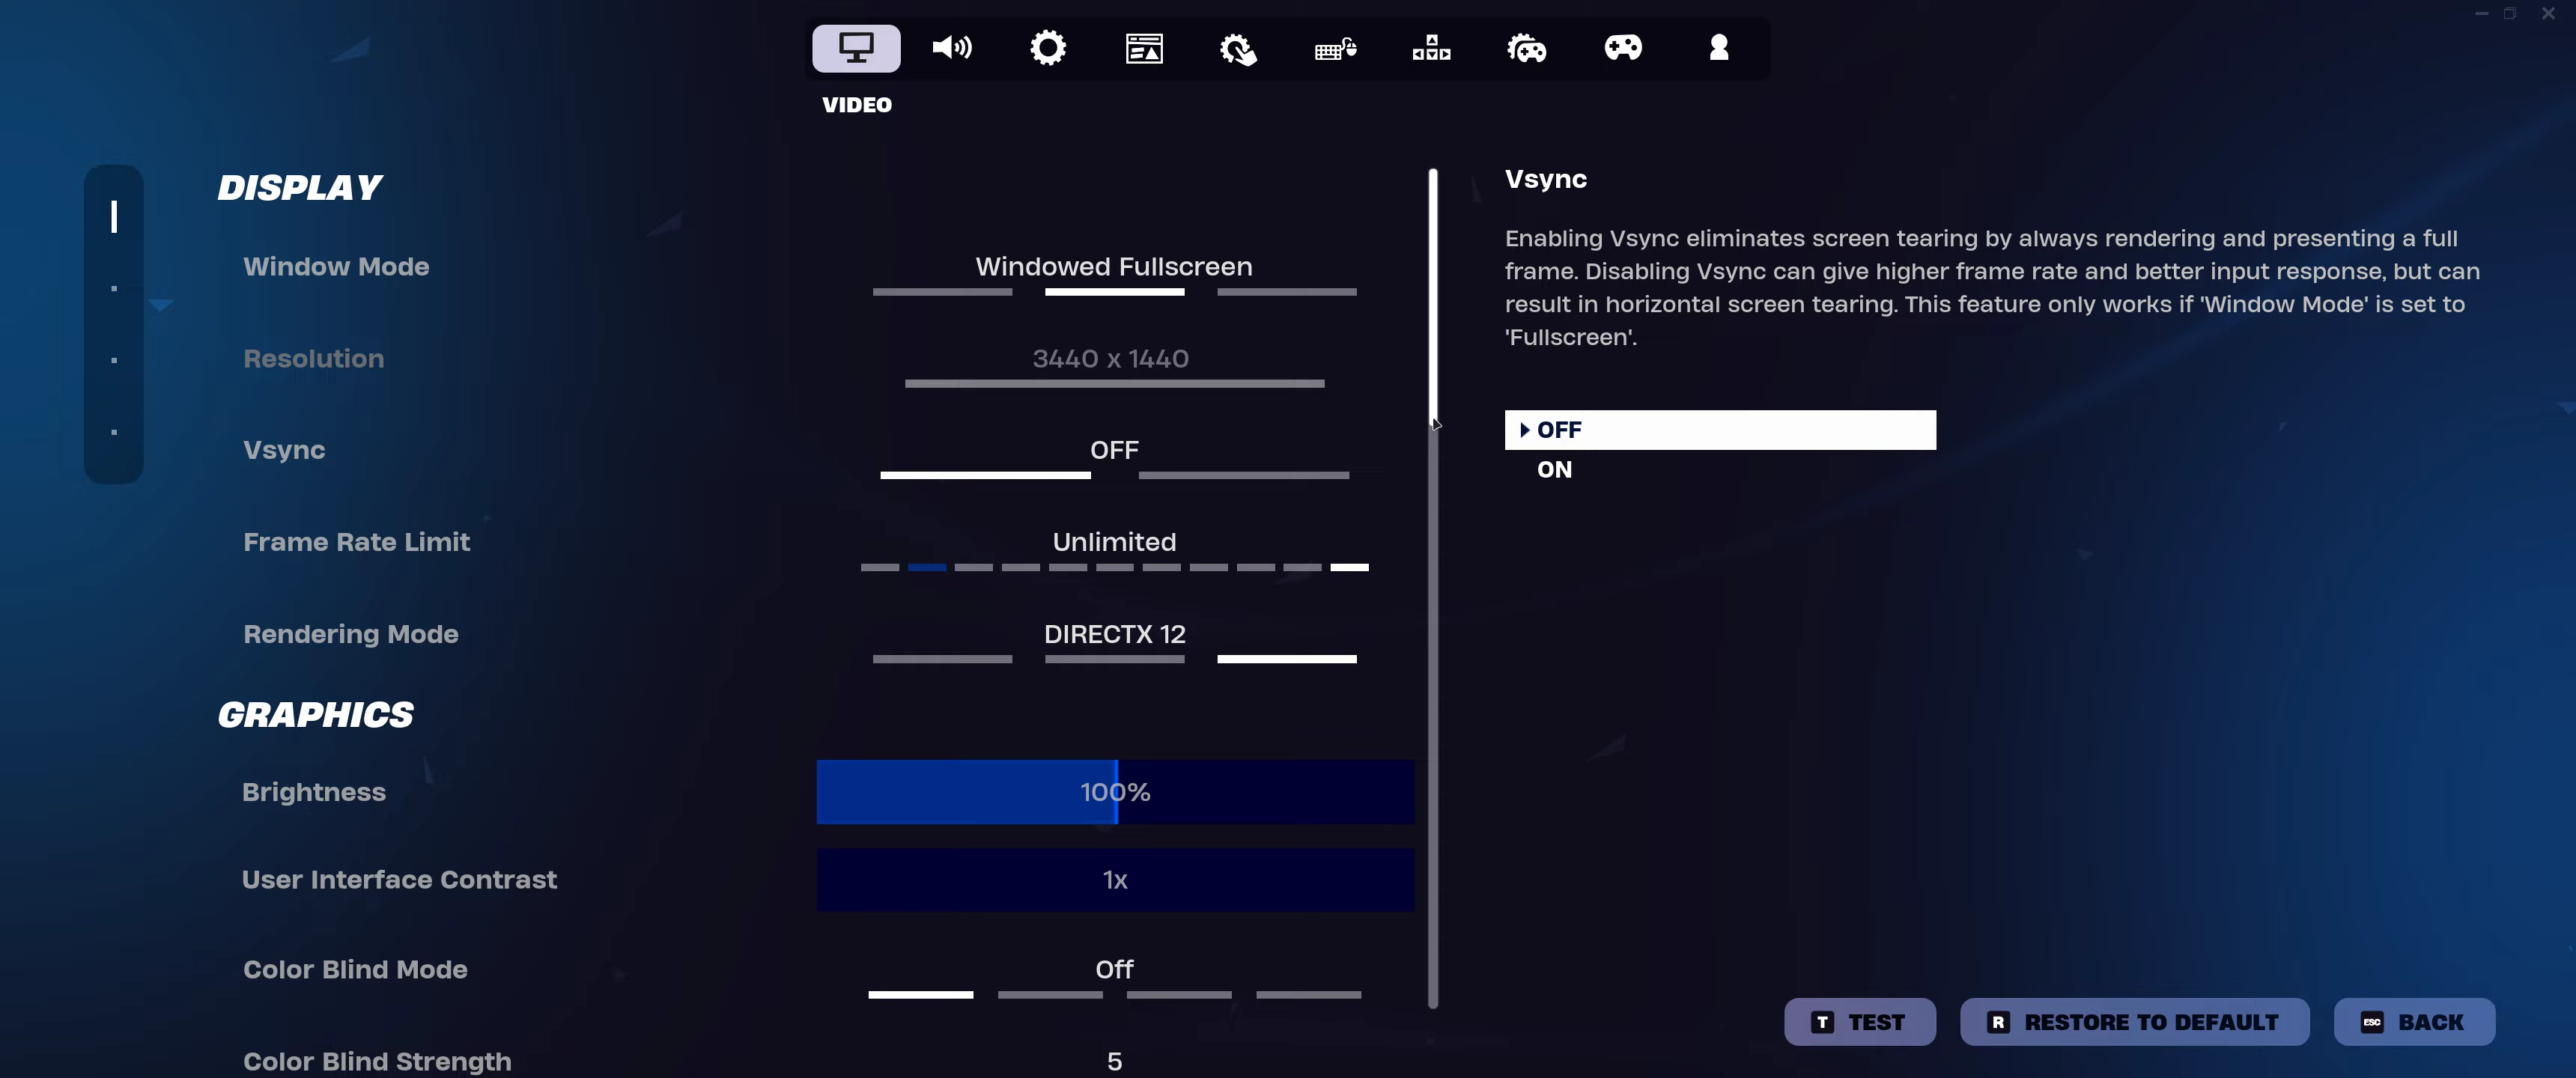 VIDEO
DISPLAY
Window Mode
Windowed Fullscreen
Resolution
3440 x 1440
Vsync
OFF
Frame Rate Limit
Unlimited
Rendering Mode
DIRECTX 12
GRAPHICS
Brightness
100%
User Interface Contrast
1x
Color Blind Mode
Off
Color Blind Strength
5
Vsync
Enabling Vsync eliminates screen tearing by always rendering and presenting a full
frame. Disabling Vsync can give higher frame rate and better input response, but can
result in horizontal screen tearing. This feature only works if 'Window Mode' is set to
'Fullscreen'.
OFF
ON
T TEST
R RESTORE TO DEFAULT
ESC BACK